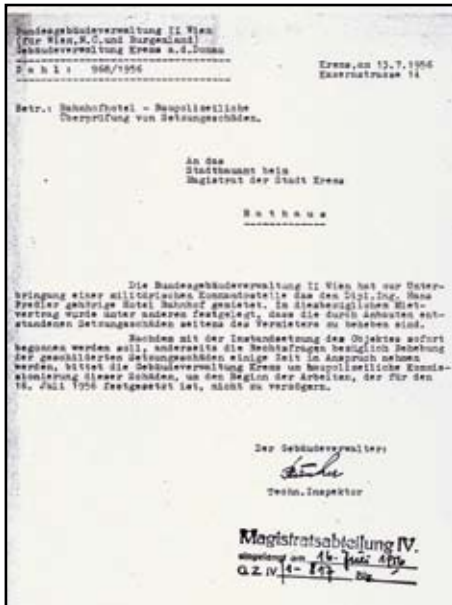 Bundesgebäudeverwaltung II Wien
(für Wien, N.Ö. und Burgenland)
Gebäudeverwaltung Krems a.d.Donau
Zahl: 968/1956
Krems, am 13.7.1956
Kasernstrasse 14
Betr.: Bahnhofhotel - Baupolizeiliche
Überprüfung von Setzungsschäden.
An das
Stadtbauamt beim
Magistrat der Stadt Krems
Rathaus
Die Bundesgebäudeverwaltung II Wien hat zur Unter-
bringung einer militärischen Kommandostelle das dem Dipl.Ing. Hans
gehörige Hotel Bahnhof gemietet. Im diesbezüglichen Miet-
vertrag wurde unter anderem festgelegt, dass die durch Anbauten ent-
standenen Setzungsschäden seitens des Vermieters zu beheben sind.
Nachdem mit der Instandsetzung des Objektes sofort
begonnen werden soll, anderseits die Rechtsfragen bezüglich Behebung
der geschilderten Setzungsschäden einige Zeit in Anspruch nehmen
werden, bittet die Gebäudeverwaltung Krems um Baupolizeiliche Kommis-
sionierung dieser Schäden, um den Beginn der Arbeiten, der für den
18. Juli 1956 festgesetzt ist, nicht zu verzögern.
Der Gebäudeverwalter:
Techn.Inspektor
Magistratsabteilung IV.
eingelangt am 16. Juli 1956
G.Z. IV/1-817